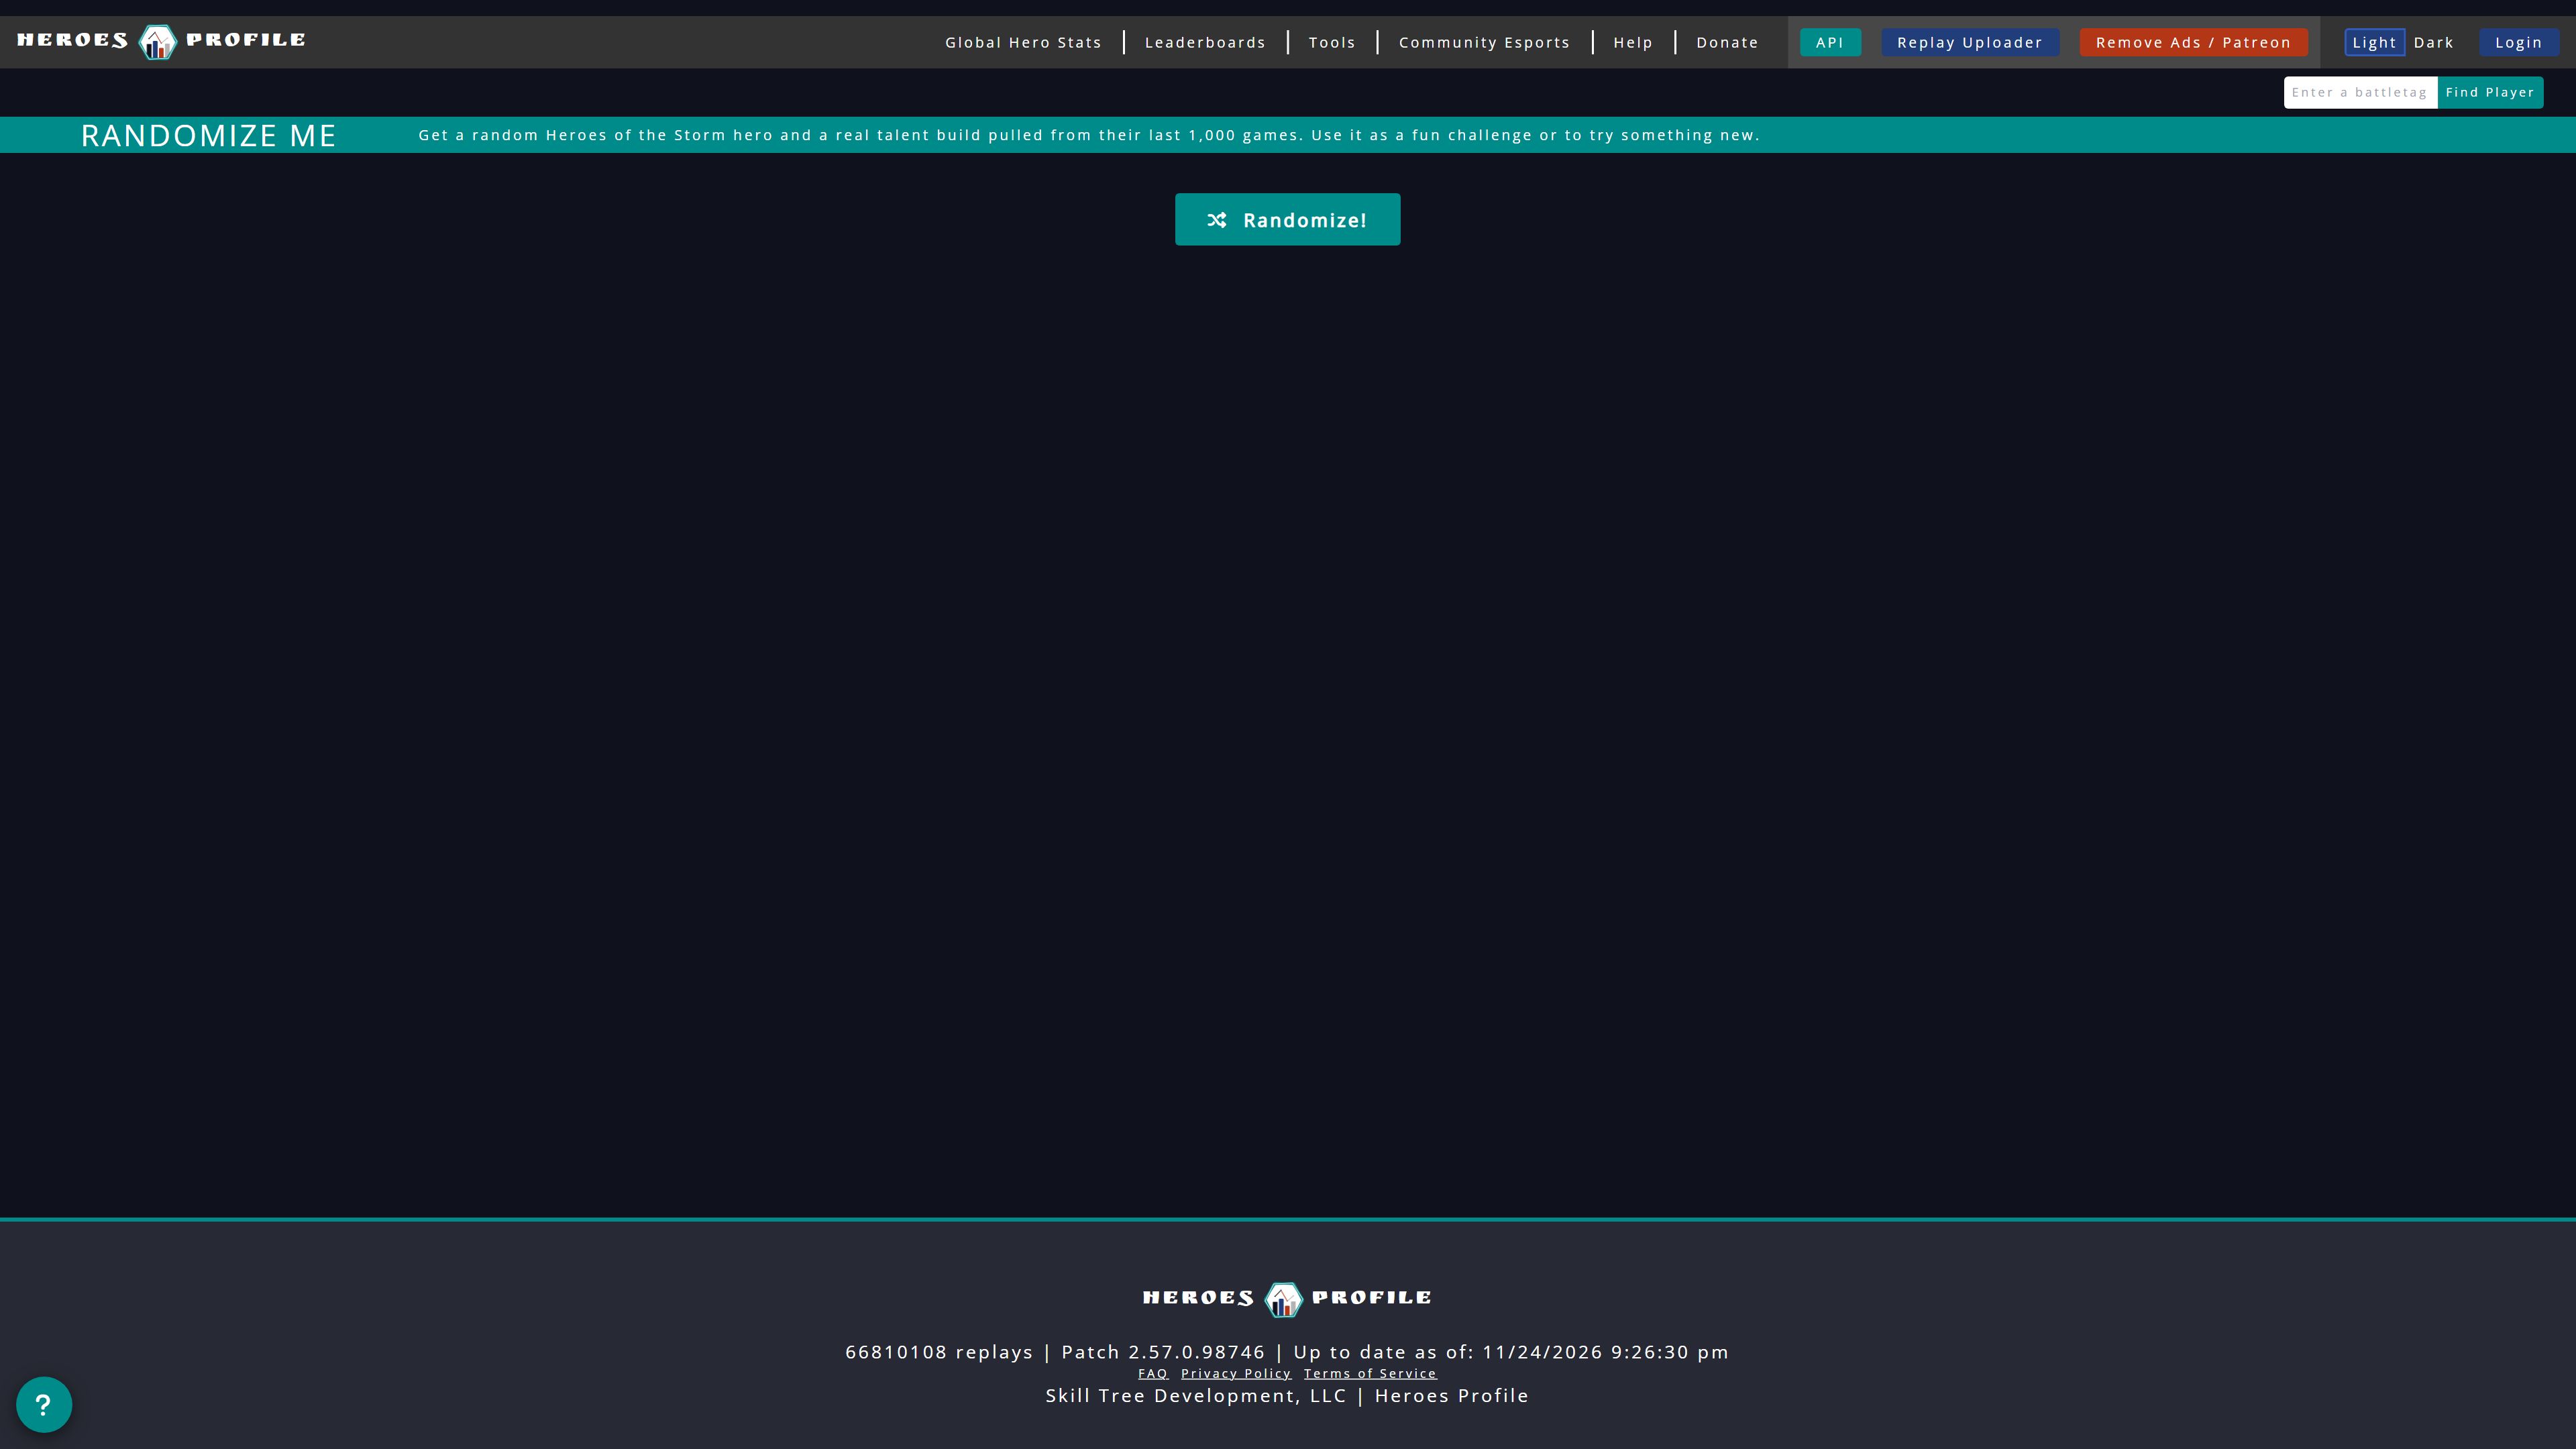 HEROES PROFILE
Global Hero Stats
Leaderboards
Tools
Community Esports
Help
Donate
API
Replay Uploader
Remove Ads / Patreon
Light
Dark
Login
Enter a battletag
Find Player
RANDOMIZE ME
Get a random Heroes of the Storm hero and a real talent build pulled from their last 1,000 games. Use it as a fun challenge or to try something new.
Randomize!
HEROES PROFILE
66810108 replays | Patch 2.57.0.98746 | Up to date as of: 11/24/2026 9:26:30 pm
FAQ Privacy Policy Terms of Service
Skill Tree Development, LLC | Heroes Profile
?